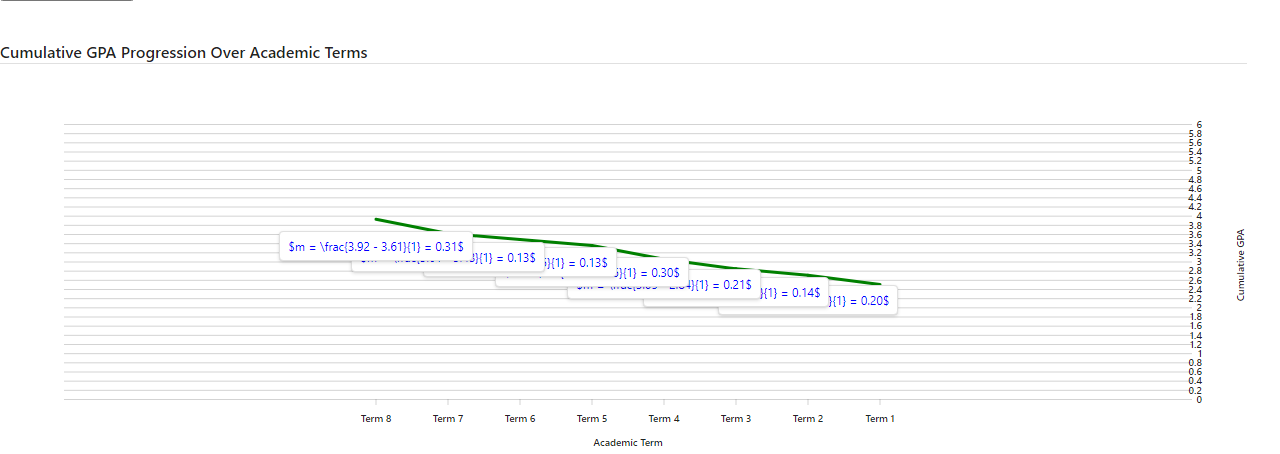 Cumulative GPA Progression Over Academic Terms
6
5.8
5.6
5.4
5.2
5
4.8
4.6
4.4
4.2
4
3.8
3.6
3.4
3.2
3
2.8
2.6
2.4
2.2
2
1.8
1.6
1.4
1.2
1
0.8
0.6
0.4
0.2
0
Cumulative GPA
$m = \frac{3.92 - 3.61}{1} = 0.31$
}{1} = 0.13$
}{1} = 0.13$
}{1} = 0.30$
}{1} = 0.21$
}{1} = 0.14$
}{1} = 0.20$
Term 8
Term 7
Term 6
Term 5
Term 4
Term 3
Term 2
Term 1
Academic Term